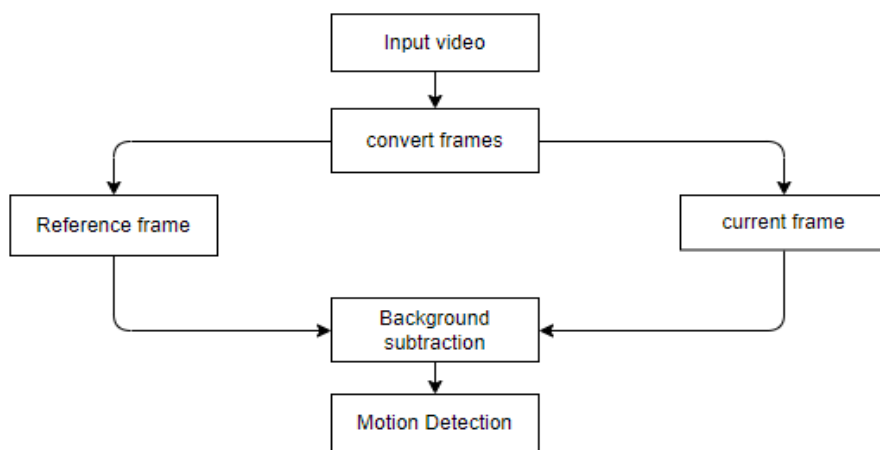 Input video
convert frames
Reference frame
current frame
Background
subtraction
Motion Detection